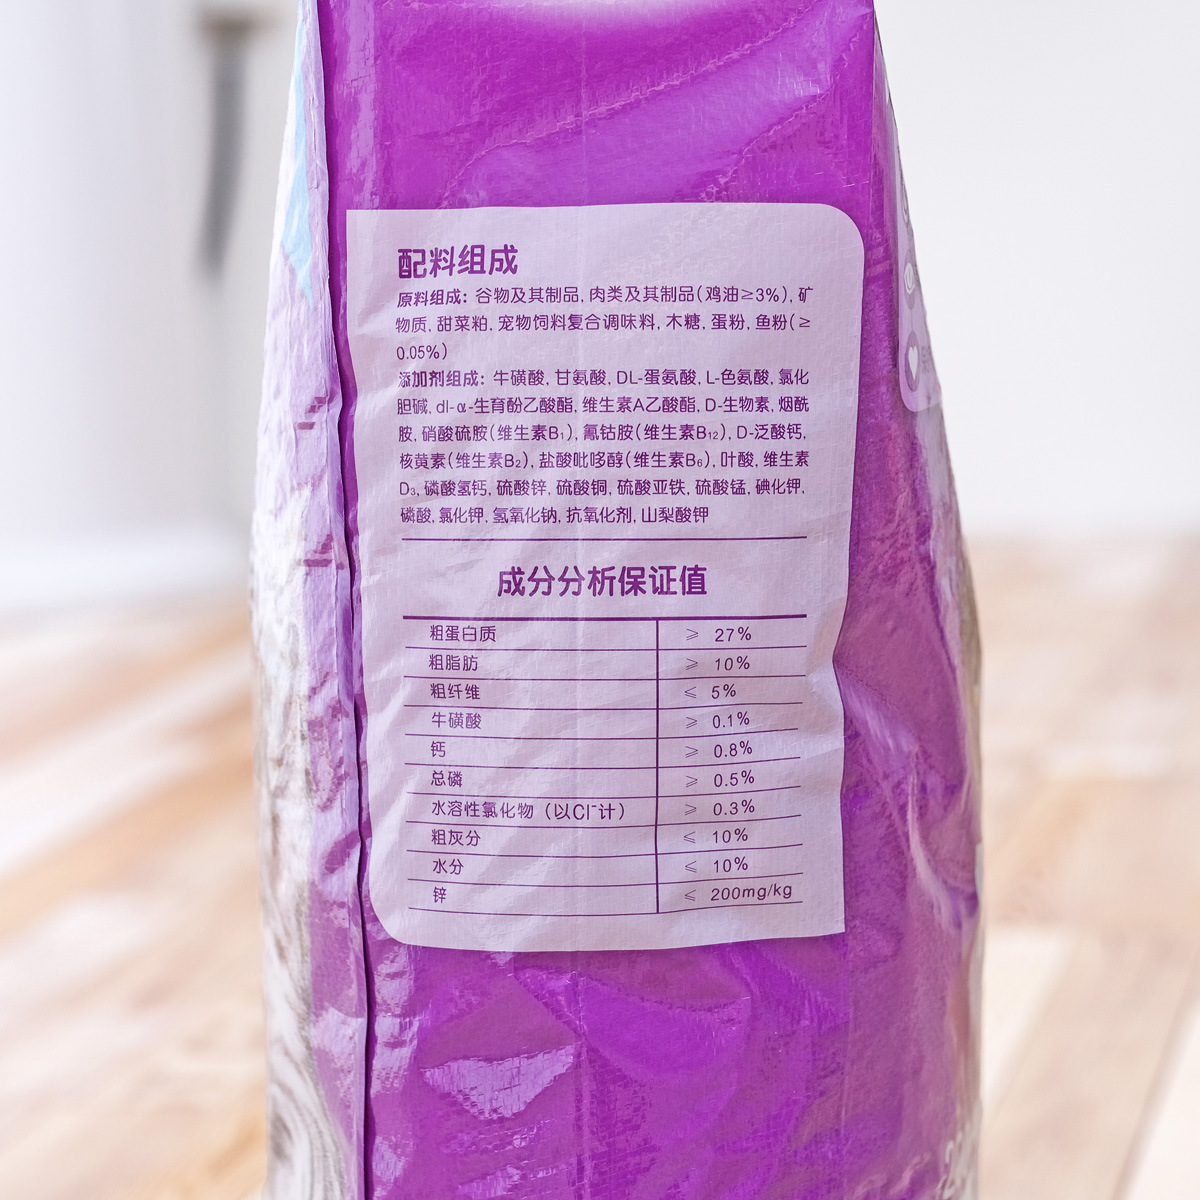 配料组成
原料组成: 谷物及其制品, 肉类及其制品(鸡油≥3%), 矿
物质, 甜菜粕, 宠物饲料复合调味料, 木糖, 蛋粉, 鱼粉(≥
0.05%)
添加剂组成: 牛磺酸, 甘氨酸, DL-蛋氨酸, L-色氨酸, 氯化
胆碱, dl-α-生育酚乙酸酯, 维生素A乙酸酯, D-生物素, 烟酰
胺, 硝酸硫胺(维生素B₁), 氰钴胺(维生素B₁₂), D-泛酸钙,
核黄素(维生素B₂), 盐酸吡哆醇(维生素B₆), 叶酸, 维生素
D₃, 磷酸氢钙, 硫酸锌, 硫酸铜, 硫酸亚铁, 硫酸锰, 碘化钾,
磷酸, 氯化钾, 氢氧化钠, 抗氧化剂, 山梨酸钾
成分分析保证值
粗蛋白质 ≥ 27%
粗脂肪 ≥ 10%
粗纤维 ≤ 5%
牛磺酸 ≥ 0.1%
钙 ≥ 0.8%
总磷 ≥ 0.5%
水溶性氯化物（以Cl⁻计） ≥ 0.3%
粗灰分 ≤ 10%
水分 ≤ 10%
锌 ≤ 200mg/kg